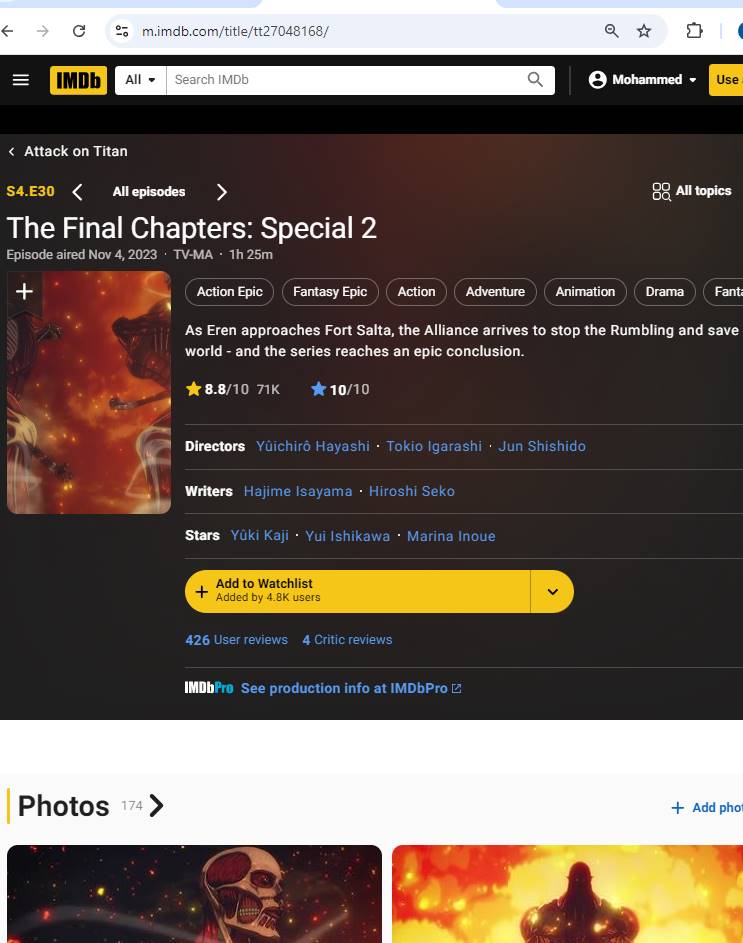 m.imdb.com/title/tt27048168/
IMDb All Search IMDb Mohammed Use
Attack on Titan
S4.E30 All episodes All topics
The Final Chapters: Special 2
Episode aired Nov 4, 2023 · TV-MA · 1h 25m
Action Epic Fantasy Epic Action Adventure Animation Drama Fanta
As Eren approaches Fort Salta, the Alliance arrives to stop the Rumbling and save
world - and the series reaches an epic conclusion.
8.8/10 71K 10/10
Directors Yûichirô Hayashi · Tokio Igarashi · Jun Shishido
Writers Hajime Isayama · Hiroshi Seko
Stars Yûki Kaji · Yui Ishikawa · Marina Inoue
Add to Watchlist
Added by 4.8K users
426 User reviews 4 Critic reviews
IMDbPro See production info at IMDbPro
Photos 174 + Add phot